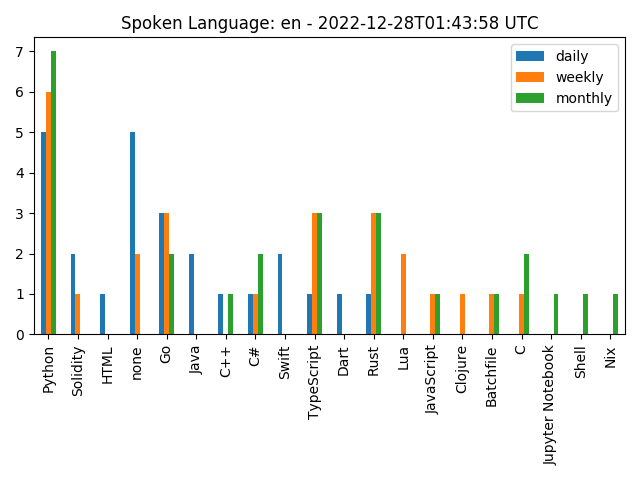 Spoken Language: en - 2022-12-28T01:43:58 UTC
daily
weekly
monthly
7
6
5
4
3
2
1
0
Python
Solidity
HTML
none
Go
Java
C++
C#
Swift
TypeScript
Dart
Rust
Lua
JavaScript
Clojure
Batchfile
C
Jupyter Notebook
Shell
Nix